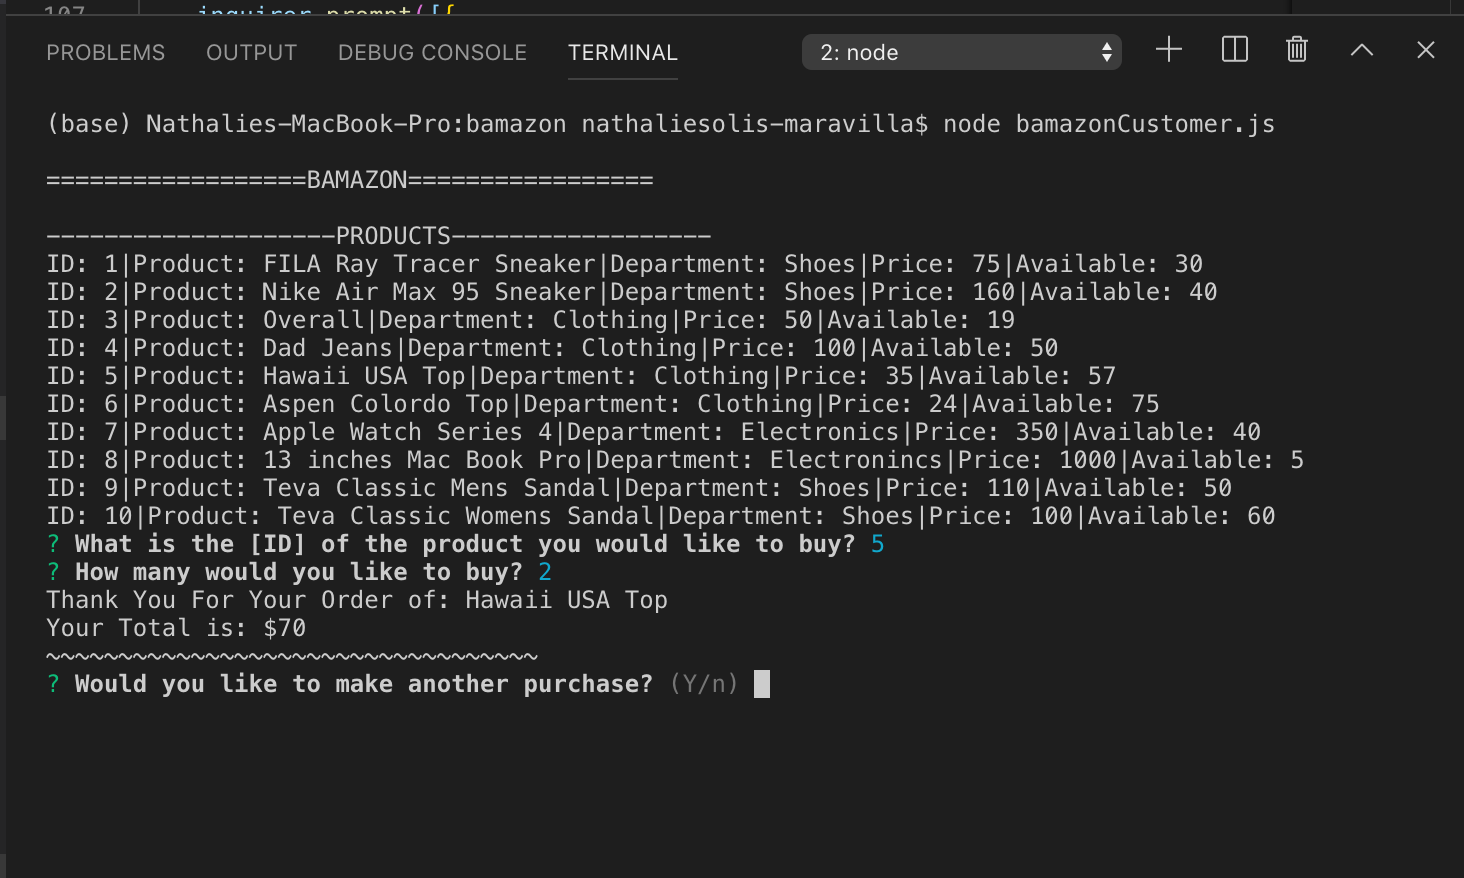 107 inquirer.prompt([{
PROBLEMS OUTPUT DEBUG CONSOLE TERMINAL 2: node
(base) Nathalies-MacBook-Pro:bamazon nathaliesolis-maravilla$ node bamazonCustomer.js
==================BAMAZON=================
--------------------PRODUCTS------------------
ID: 1|Product: FILA Ray Tracer Sneaker|Department: Shoes|Price: 75|Available: 30
ID: 2|Product: Nike Air Max 95 Sneaker|Department: Shoes|Price: 160|Available: 40
ID: 3|Product: Overall|Department: Clothing|Price: 50|Available: 19
ID: 4|Product: Dad Jeans|Department: Clothing|Price: 100|Available: 50
ID: 5|Product: Hawaii USA Top|Department: Clothing|Price: 35|Available: 57
ID: 6|Product: Aspen Colordo Top|Department: Clothing|Price: 24|Available: 75
ID: 7|Product: Apple Watch Series 4|Department: Electronics|Price: 350|Available: 40
ID: 8|Product: 13 inches Mac Book Pro|Department: Electronincs|Price: 1000|Available: 5
ID: 9|Product: Teva Classic Mens Sandal|Department: Shoes|Price: 110|Available: 50
ID: 10|Product: Teva Classic Womens Sandal|Department: Shoes|Price: 100|Available: 60
? What is the [ID] of the product you would like to buy? 5
? How many would you like to buy? 2
Thank You For Your Order of: Hawaii USA Top
Your Total is: $70
~~~~~~~~~~~~~~~~~~~~~~~~~~~~~~~~~~
? Would you like to make another purchase? (Y/n)